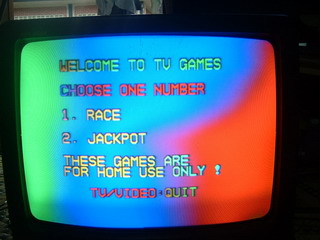 WELCOME TO TV GAMES
CHOOSE ONE NUMBER
1. RACE
2. JACKPOT
THESE GAMES ARE
FOR HOME USE ONLY !
TV/VIDEO-QUIT